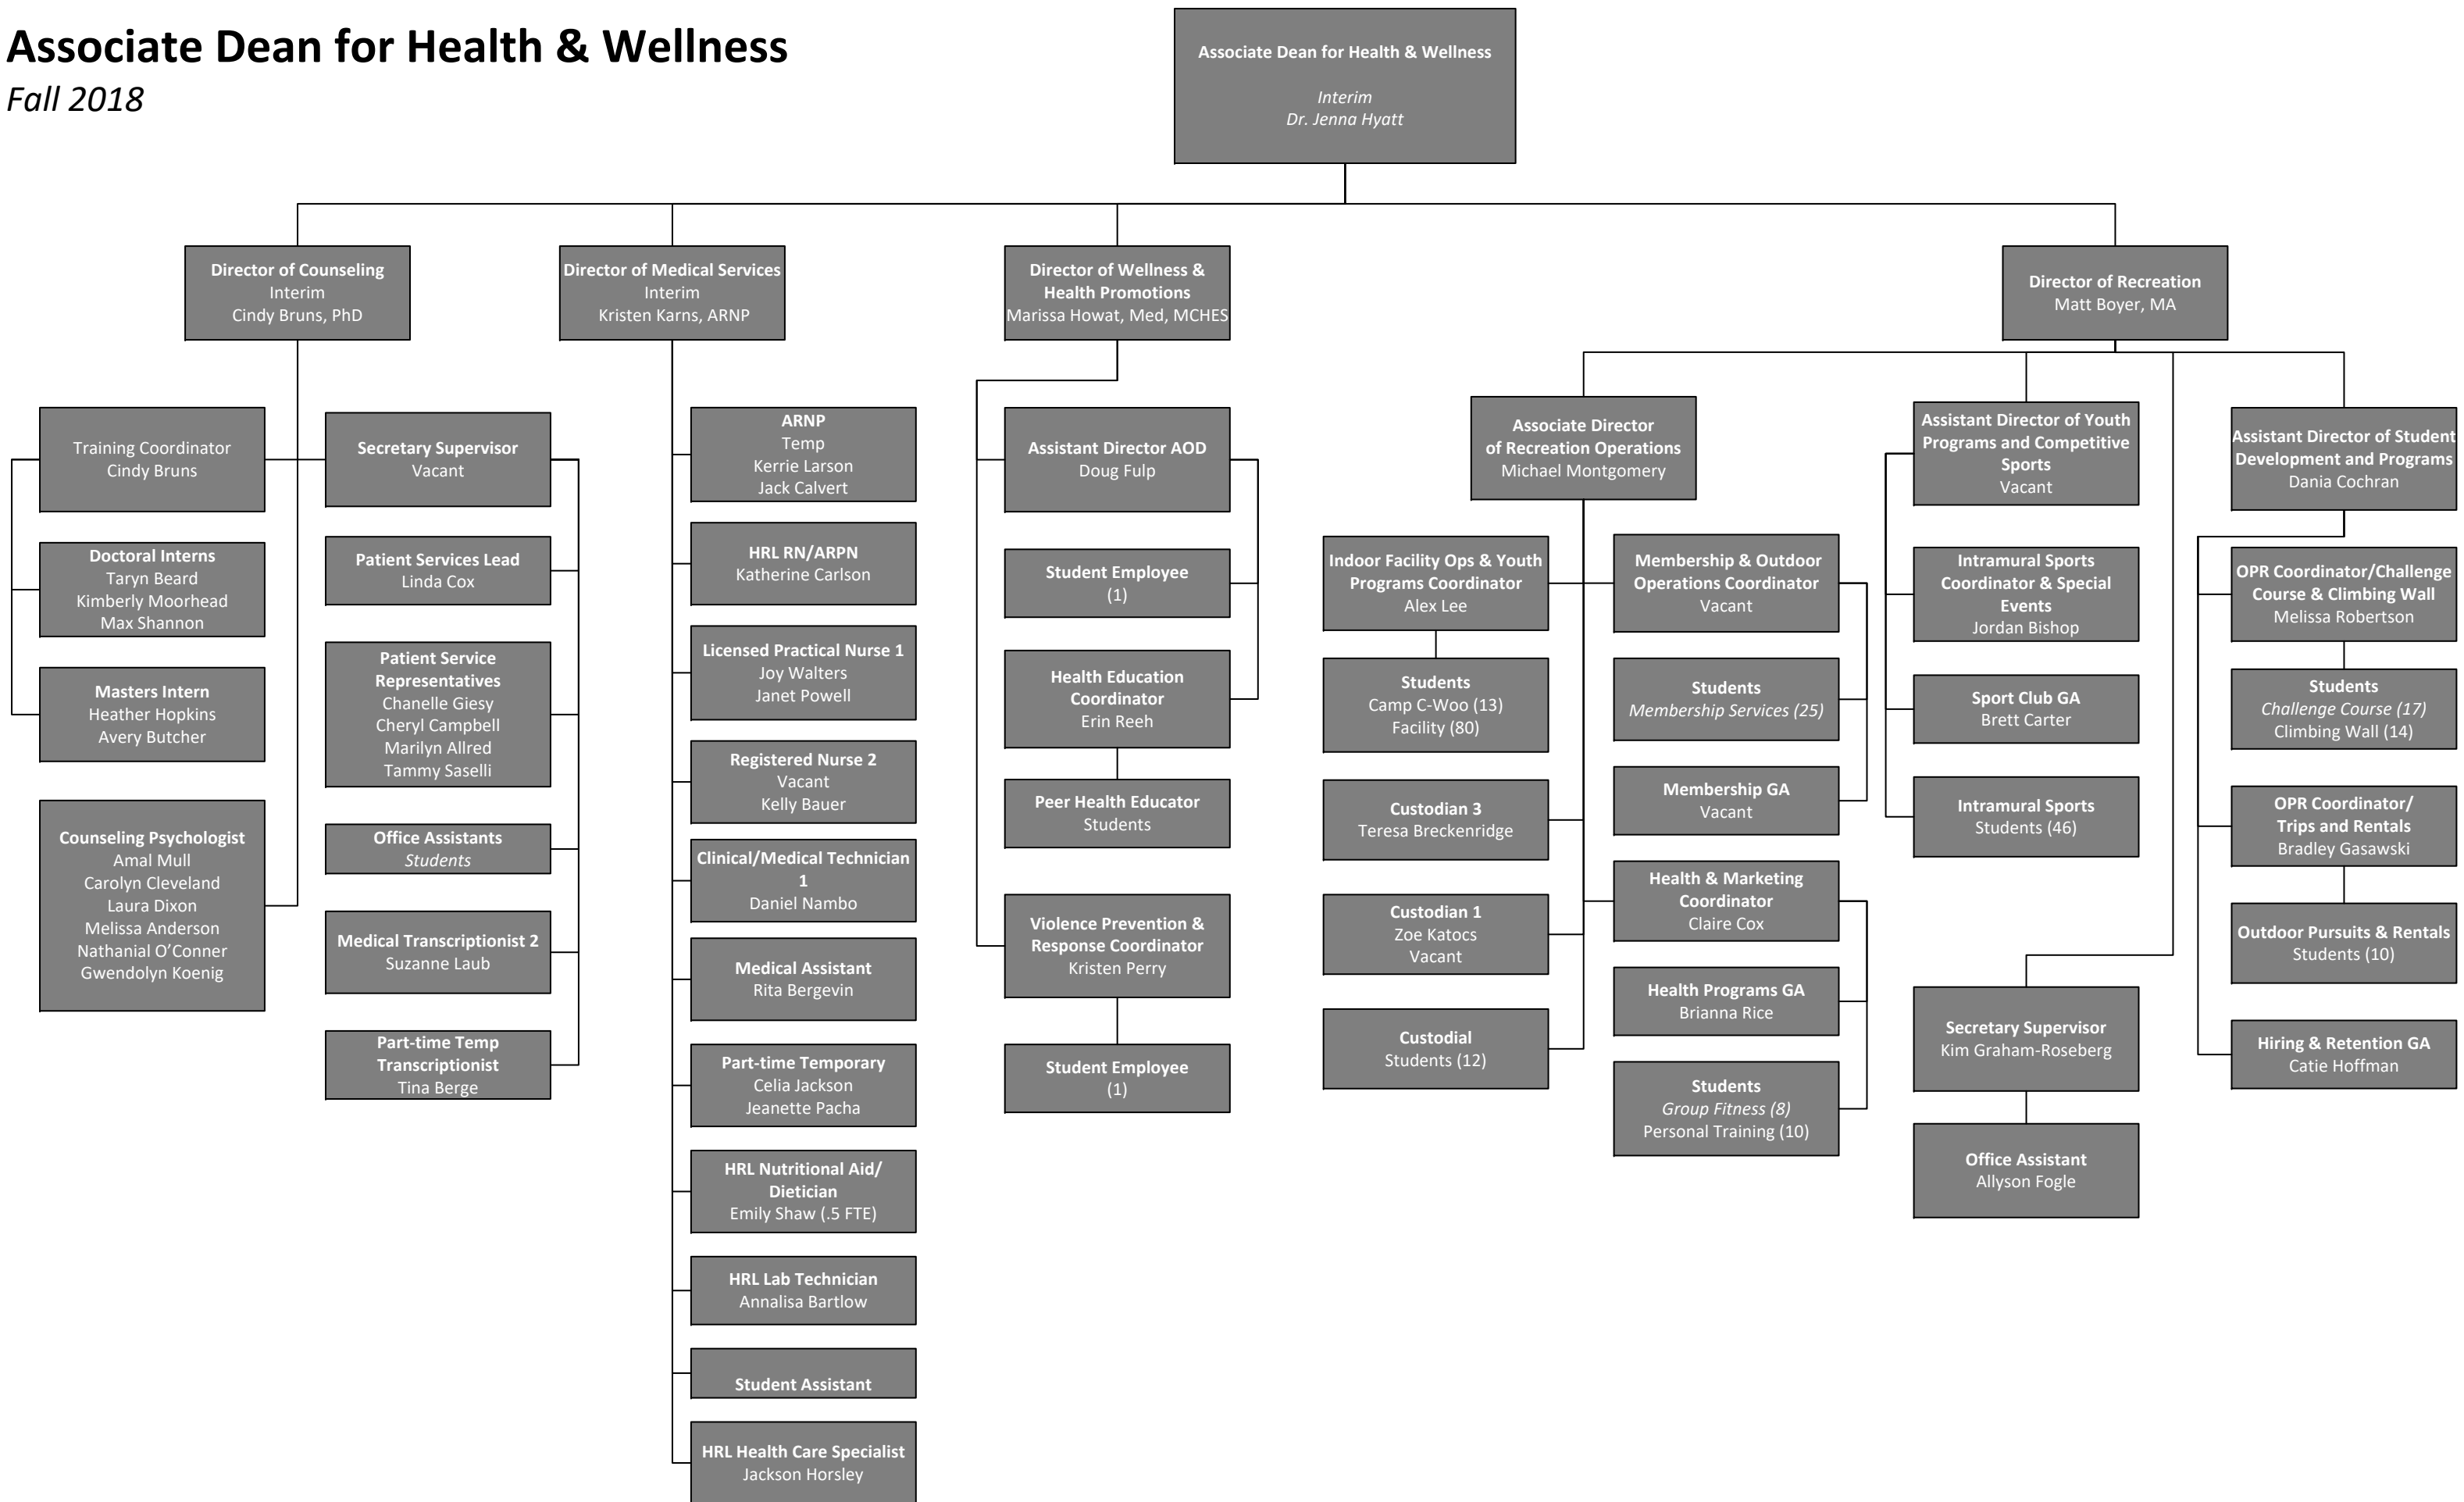 Associate Dean for Health & Wellness
Fall 2018
Associate Dean for Health & Wellness
Interim
Dr. Jenna Hyatt
Director of Counseling
Interim
Cindy Bruns, PhD
Director of Medical Services
Interim
Kristen Karns, ARNP
Director of Wellness &
Health Promotions
Marissa Howat, Med, MCHES
Director of Recreation
Matt Boyer, MA
Training Coordinator
Cindy Bruns
Doctoral Interns
Taryn Beard
Kimberly Moorhead
Max Shannon
Masters Intern
Heather Hopkins
Avery Butcher
Counseling Psychologist
Amal Mull
Carolyn Cleveland
Laura Dixon
Melissa Anderson
Nathanial O’Conner
Gwendolyn Koenig
Secretary Supervisor
Vacant
Patient Services Lead
Linda Cox
Patient Service
Representatives
Chanelle Giesy
Cheryl Campbell
Marilyn Allred
Tammy Saselli
Office Assistants
Students
Medical Transcriptionist 2
Suzanne Laub
Part-time Temp
Transcriptionist
Tina Berge
ARNP
Temp
Kerrie Larson
Jack Calvert
HRL RN/ARPN
Katherine Carlson
Licensed Practical Nurse 1
Joy Walters
Janet Powell
Registered Nurse 2
Vacant
Kelly Bauer
Clinical/Medical Technician
1
Daniel Nambo
Medical Assistant
Rita Bergevin
Part-time Temporary
Celia Jackson
Jeanette Pacha
HRL Nutritional Aid/
Dietician
Emily Shaw (.5 FTE)
HRL Lab Technician
Annalisa Bartlow
Student Assistant
HRL Health Care Specialist
Jackson Horsley
Assistant Director AOD
Doug Fulp
Student Employee
(1)
Health Education
Coordinator
Erin Reeh
Peer Health Educator
Students
Violence Prevention &
Response Coordinator
Kristen Perry
Student Employee
(1)
Associate Director
of Recreation Operations
Michael Montgomery
Indoor Facility Ops & Youth
Programs Coordinator
Alex Lee
Students
Camp C-Woo (13)
Facility (80)
Custodian 3
Teresa Breckenridge
Custodian 1
Zoe Katocs
Vacant
Custodial
Students (12)
Membership & Outdoor
Operations Coordinator
Vacant
Students
Membership Services (25)
Membership GA
Vacant
Health & Marketing
Coordinator
Claire Cox
Health Programs GA
Brianna Rice
Students
Group Fitness (8)
Personal Training (10)
Assistant Director of Youth
Programs and Competitive
Sports
Vacant
Intramural Sports
Coordinator & Special
Events
Jordan Bishop
Sport Club GA
Brett Carter
Intramural Sports
Students (46)
Secretary Supervisor
Kim Graham-Roseberg
Office Assistant
Allyson Fogle
Assistant Director of Student
Development and Programs
Dania Cochran
OPR Coordinator/Challenge
Course & Climbing Wall
Melissa Robertson
Students
Challenge Course (17)
Climbing Wall (14)
OPR Coordinator/
Trips and Rentals
Bradley Gasawski
Outdoor Pursuits & Rentals
Students (10)
Hiring & Retention GA
Catie Hoffman